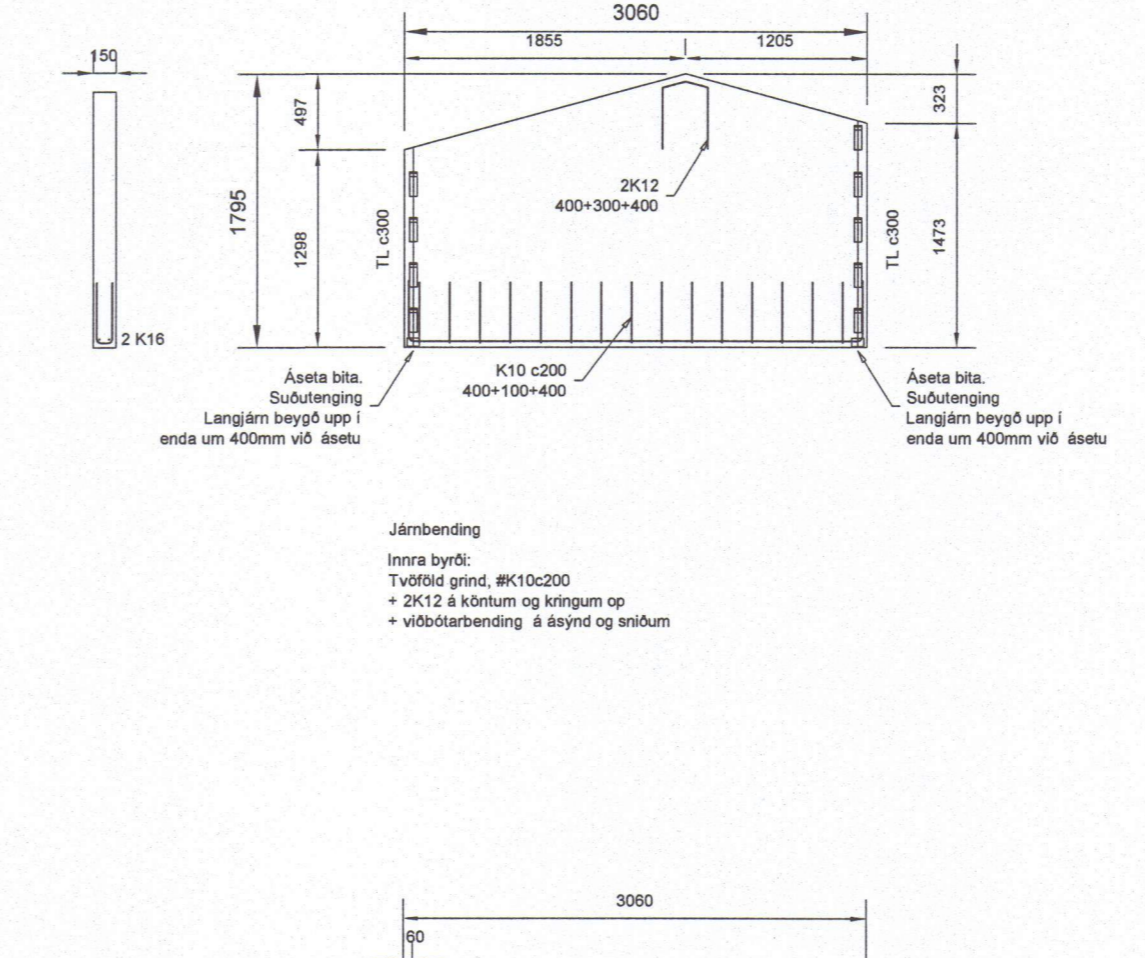 3060
1855
1205
150
497
323
1795
1298
1473
TL c300
TL c300
2K12
400+300+400
2 K16
K10 c200
400+100+400
Áseta bita.
Suðutenging
Langjárn beygð upp í
enda um 400mm við ásetu
Áseta bita.
Suðutenging
Langjárn beygð upp í
enda um 400mm við ásetu
Járnbending
Innra byrði:
Tvöföld grind, #K10c200
+ 2K12 á köntum og kringum op
+ viðbótarbending á ásýnd og sniðum
3060
60